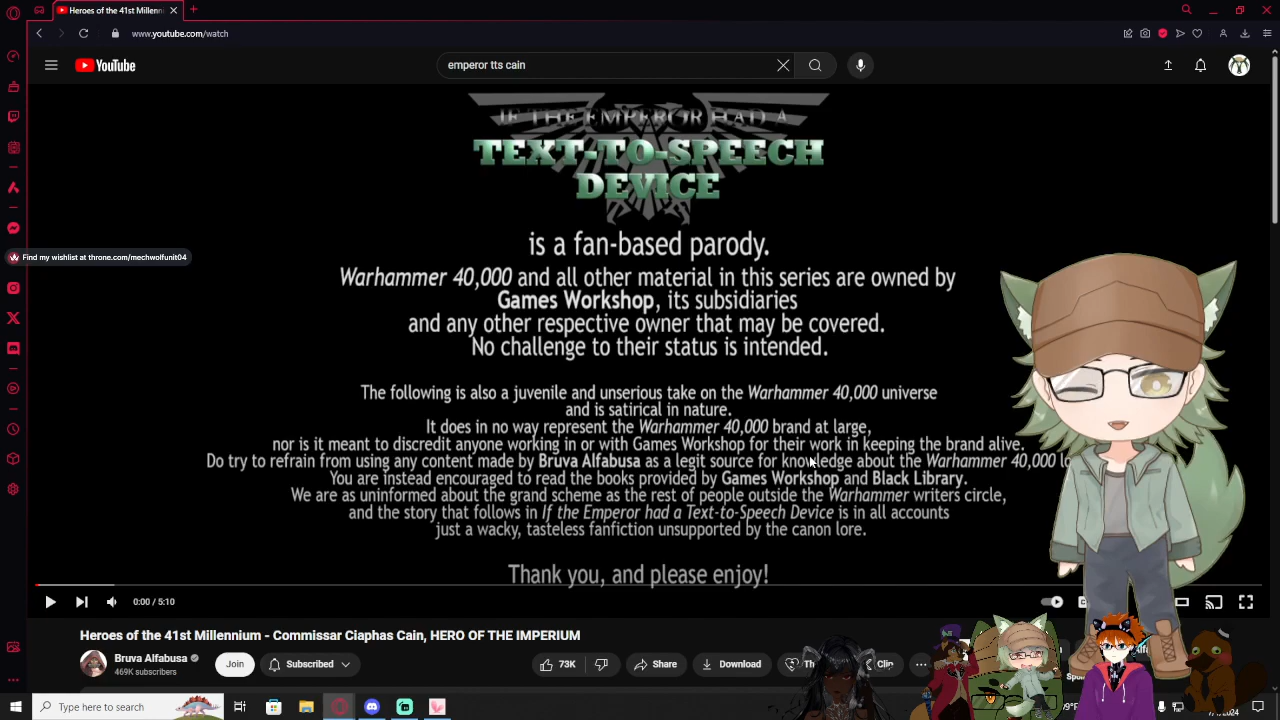 Heroes of the 41st Millenni
www.youtube.com/watch
YouTube
emperor tts cain
IF THE EMPEROR HAD A
TEXT-TO-SPEECH
DEVICE
is a fan-based parody.
Warhammer 40,000 and all other material in this series are owned by
Games Workshop, its subsidiaries
and any other respective owner that may be covered.
No challenge to their status is intended.
The following is also a juvenile and unserious take on the Warhammer 40,000 universe
and is satirical in nature.
It does in no way represent the Warhammer 40,000 brand at large,
nor is it meant to discredit anyone working in or with Games Workshop for their work in keeping the brand alive.
Do try to refrain from using any content made by Bruva Alfabusa as a legit source for knowledge about the Warhammer 40,000 lo
You are instead encouraged to read the books provided by Games Workshop and Black Library.
We are as uninformed about the grand scheme as the rest of people outside the Warhammer writers circle,
and the story that follows in If the Emperor had a Text-to-Speech Device is in all accounts
just a wacky, tasteless fanfiction unsupported by the canon lore.
Thank you, and please enjoy!
Find my wishlist at throne.com/mechwolfunit04
0:00 / 5:10
Heroes of the 41st Millennium - Commissar Ciaphas Cain, HERO OF THE IMPERIUM
Bruva Alfabusa
469K subscribers
Join
Subscribed
73K
Share
Download
Th
Clip
Type here to search